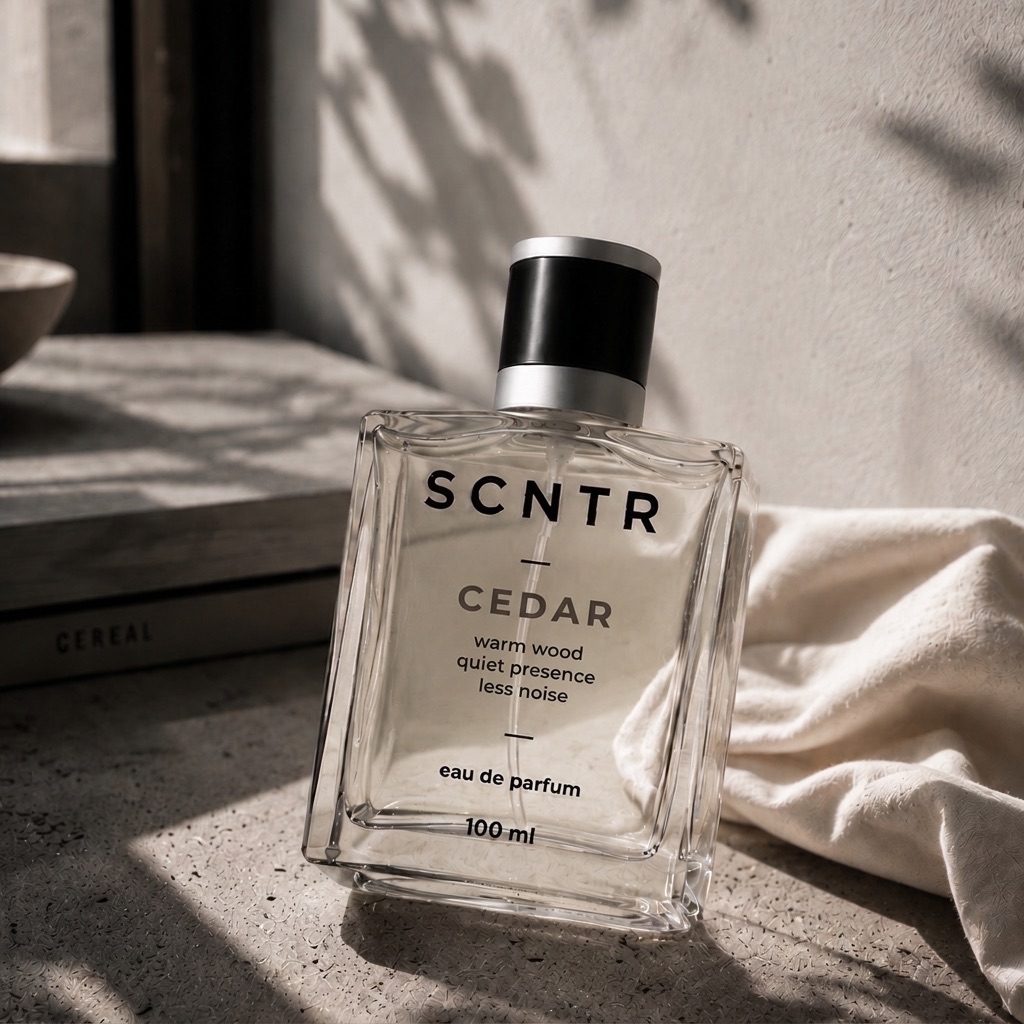 SCNTR
CEDAR
warm wood
quiet presence
less noise
eau de parfum
100 ml
CEREAL